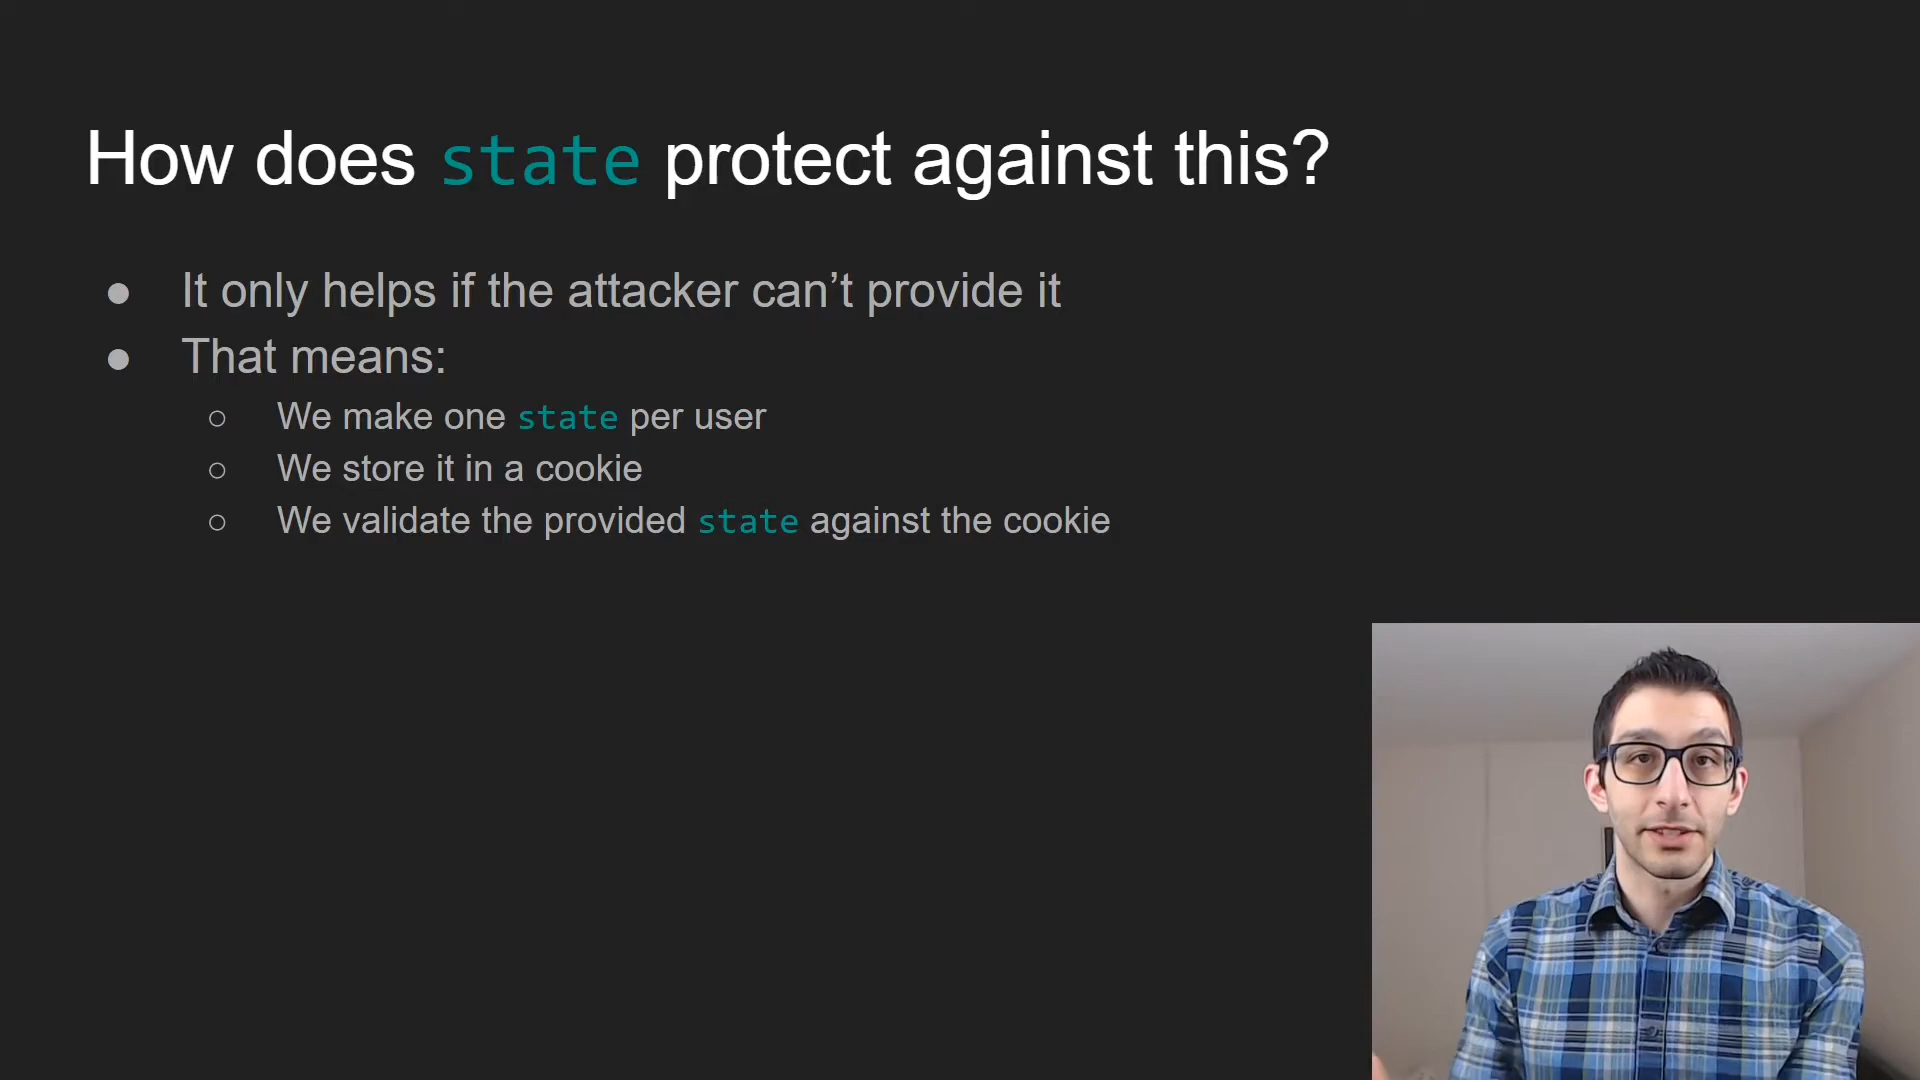 How does state protect against this?
● It only helps if the attacker can’t provide it
● That means:
○ We make one state per user
○ We store it in a cookie
○ We validate the provided state against the cookie